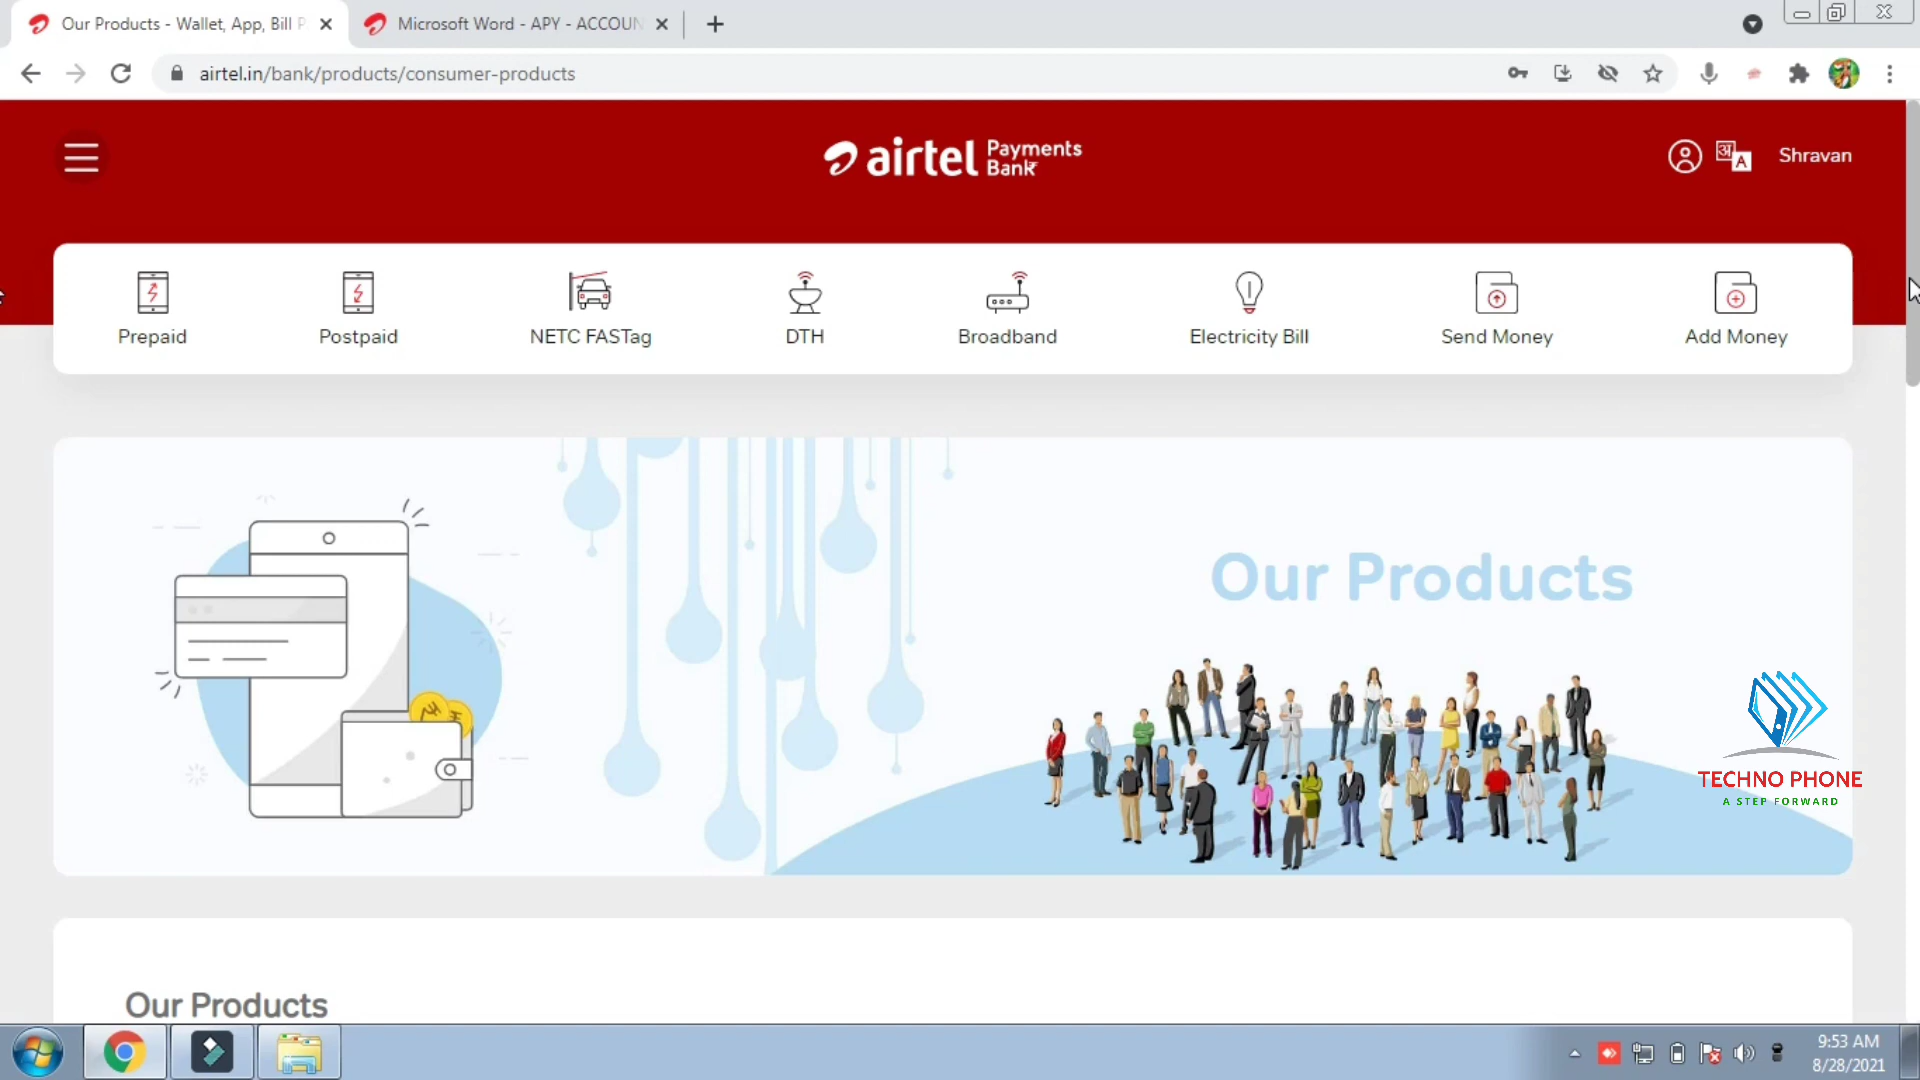 Our Products - Wallet, App, Bill P
Microsoft Word - APY - ACCOUN
airtel.in/bank/products/consumer-products
airtel Payments Bank
अ A
Shravan
Prepaid
Postpaid
NETC FASTag
DTH
Broadband
Electricity Bill
Send Money
Add Money
Our Products
TECHNO PHONE
A STEP FORWARD
Our Products
9:53 AM
8/28/2021